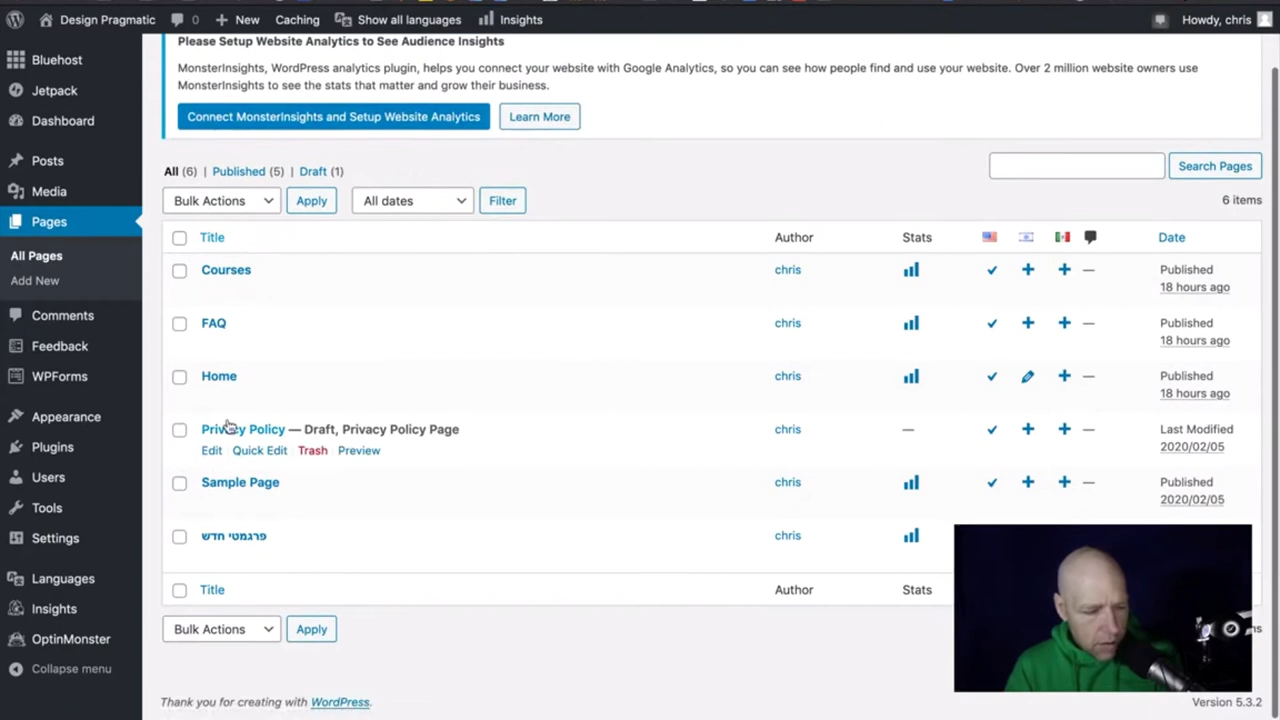 Design Pragmatic 0 + New Caching Show all languages Insights Howdy, chris
Bluehost
Jetpack
Dashboard
Posts
Media
Pages
All Pages
Add New
Comments
Feedback
WPForms
Appearance
Plugins
Users
Tools
Settings
Languages
Insights
OptinMonster
Collapse menu
Please Setup Website Analytics to See Audience Insights
MonsterInsights, WordPress analytics plugin, helps you connect your website with Google Analytics, so you can see how people find and use your website. Over 2 million website owners use
MonsterInsights to see the stats that matter and grow their business.
Connect MonsterInsights and Setup Website Analytics Learn More
All (6) | Published (5) | Draft (1) Search Pages
Bulk Actions Apply All dates Filter 6 items
Title Author Stats Date
Courses chris Published
18 hours ago
FAQ chris Published
18 hours ago
Home chris Published
18 hours ago
Privacy Policy — Draft, Privacy Policy Page chris — Last Modified
Edit Quick Edit Trash Preview 2020/02/05
Sample Page chris Published
2020/02/05
פרגמטי חדש chris
Title Author Stats
Bulk Actions Apply
Thank you for creating with WordPress. Version 5.3.2